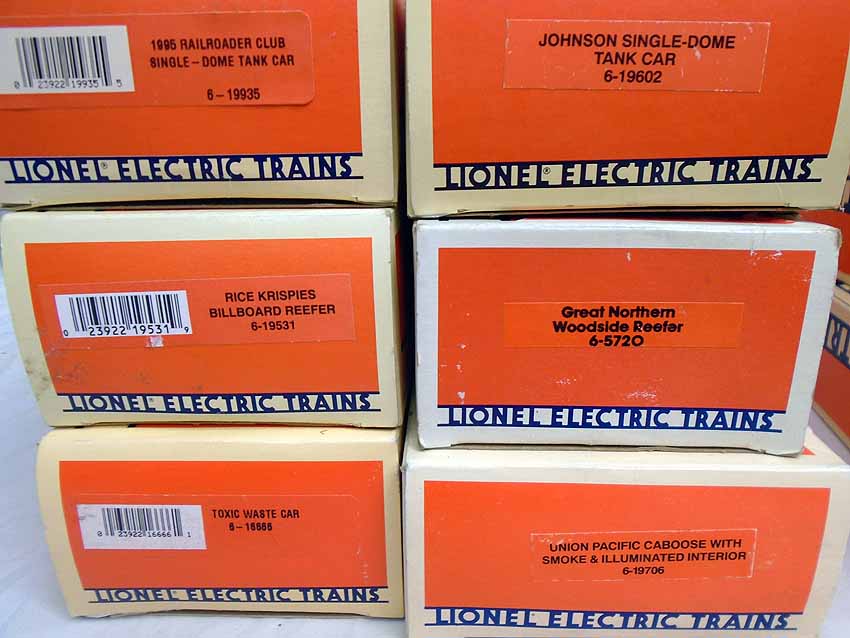 1995 RAILROADER CLUB
SINGLE-DOME TANK CAR
6-19935
0 23922 19935 5
LIONEL® ELECTRIC TRAINS
JOHNSON SINGLE-DOME
TANK CAR
6-19602
LIONEL® ELECTRIC TRAINS
RICE KRISPIES
BILLBOARD REEFER
6-19531
0 23922 19531 9
LIONEL® ELECTRIC TRAINS
Great Northern
Woodside Reefer
6-5720
LIONEL® ELECTRIC TRAINS
TOXIC WASTE CAR
6-16666
0 23922 16666 1
LIONEL® ELECTRIC TRAINS
UNION PACIFIC CABOOSE WITH
SMOKE & ILLUMINATED INTERIOR
6-19706
LIONEL® ELECTRIC TRAINS